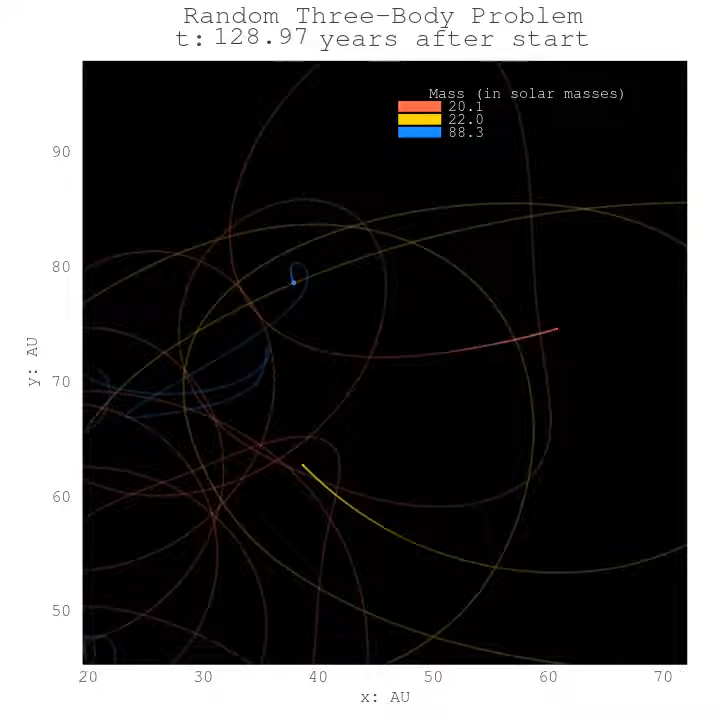 Random Three-Body Problem
t: 128.97 years after start
Mass (in solar masses)
20.1
22.0
88.3
90
80
70
60
50
y: AU
20 30 40 50 60 70
x: AU